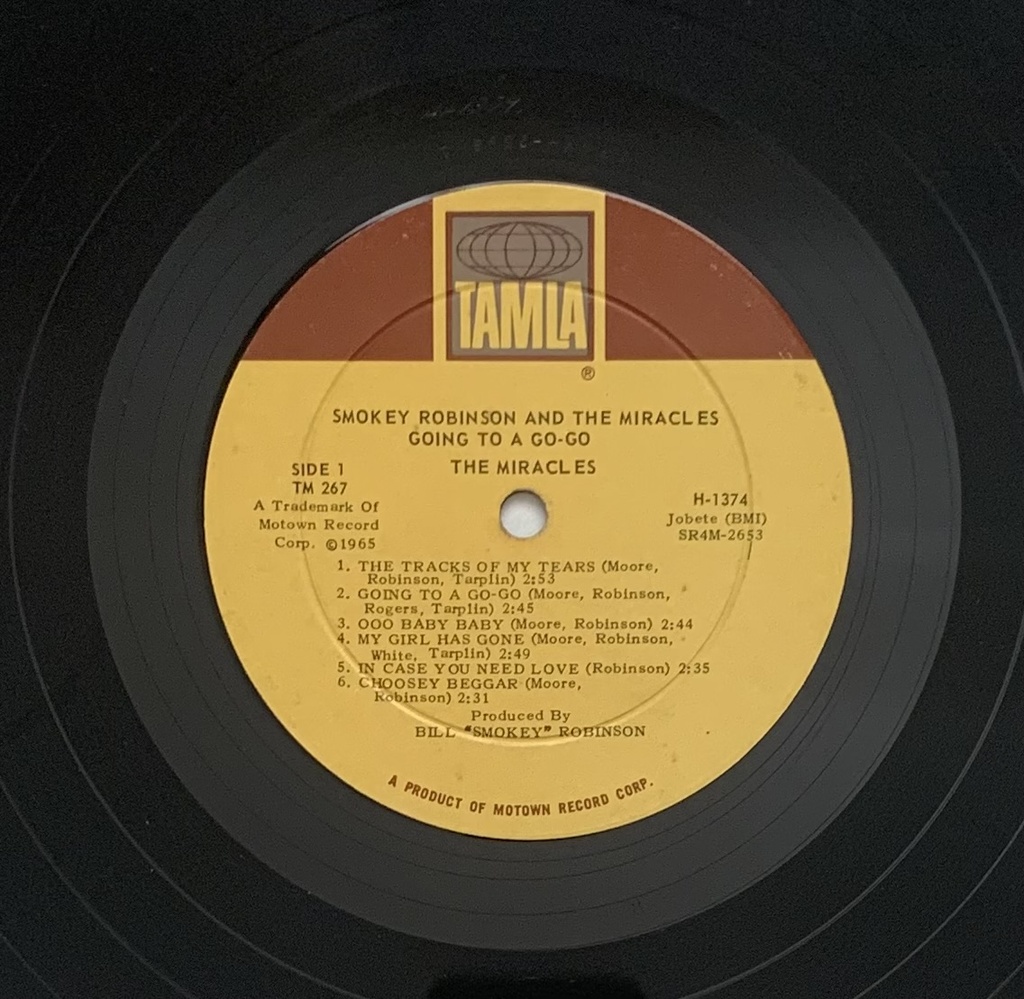 TAMLA
®
SMOKEY ROBINSON AND THE MIRACLES
GOING TO A GO-GO
THE MIRACLES
SIDE 1
TM 267
A Trademark Of
Motown Record
Corp. ©1965
H-1374
Jobete (BMI)
SR4M-2653
1. THE TRACKS OF MY TEARS (Moore,
Robinson, Tarplin) 2:53
2. GOING TO A GO-GO (Moore, Robinson,
Rogers, Tarplin) 2:45
3. OOO BABY BABY (Moore, Robinson) 2:44
4. MY GIRL HAS GONE (Moore, Robinson,
White, Tarplin) 2:49
5. IN CASE YOU NEED LOVE (Robinson) 2:35
6. CHOOSEY BEGGAR (Moore,
Robinson) 2:31
Produced By
BILL "SMOKEY" ROBINSON
A PRODUCT OF MOTOWN RECORD CORP.